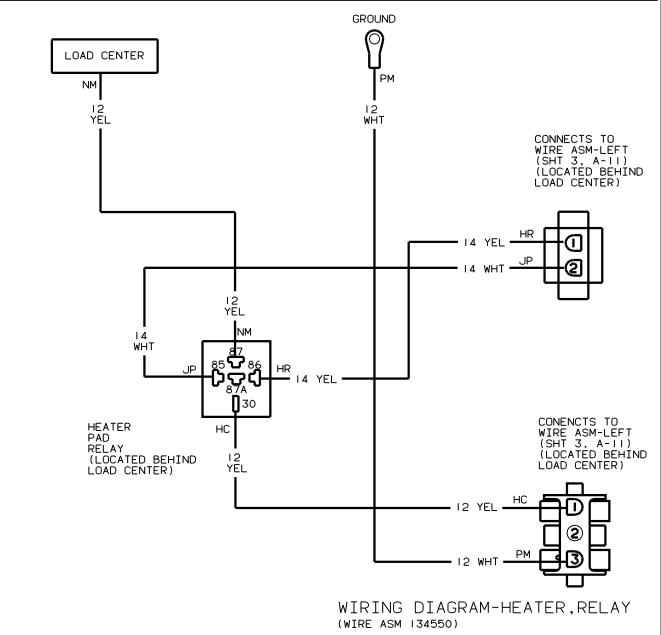 GROUND
LOAD CENTER
NM
PM
12
YEL
12
WHT
CONNECTS TO
WIRE ASM-LEFT
(SHT 3, A-11)
(LOCATED BEHIND
LOAD CENTER)
14 YEL
HR
1
14 WHT
JP
2
12
YEL
14
WHT
NM
87
85
86
JP
HR
14 YEL
87A
30
HC
HEATER
PAD
RELAY
(LOCATED BEHIND
LOAD CENTER)
12
YEL
CONENCTS TO
WIRE ASM-LEFT
(SHT 3, A-11)
(LOCATED BEHIND
LOAD CENTER)
12 YEL
HC
1
2
12 WHT
PM
3
WIRING DIAGRAM-HEATER,RELAY
(WIRE ASM 134550)